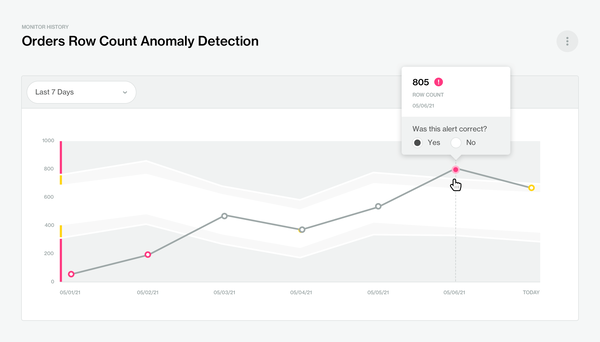 MONITOR HISTORY
Orders Row Count Anomaly Detection
Last 7 Days
805 !
ROW COUNT
05/06/21
Was this alert correct?
Yes No
1000
800
600
400
200
0
05/01/21 05/02/21 05/03/21 05/04/21 05/05/21 05/06/21 TODAY